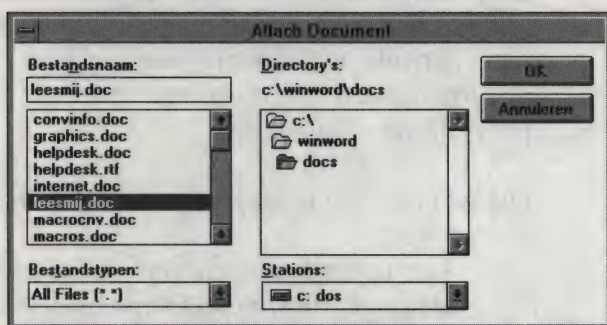 Attach Document
Bestandsnaam:
leesmij.doc
convinfo.doc
graphics.doc
helpdesk.doc
helpdesk.rtf
internet.doc
leesmij.doc
macrocnv.doc
macros.doc
Bestandstypen:
All Files (*.*)
Directory's:
c:\winword\docs
c:\
winword
docs
Stations:
c: dos
OK
Annuleren